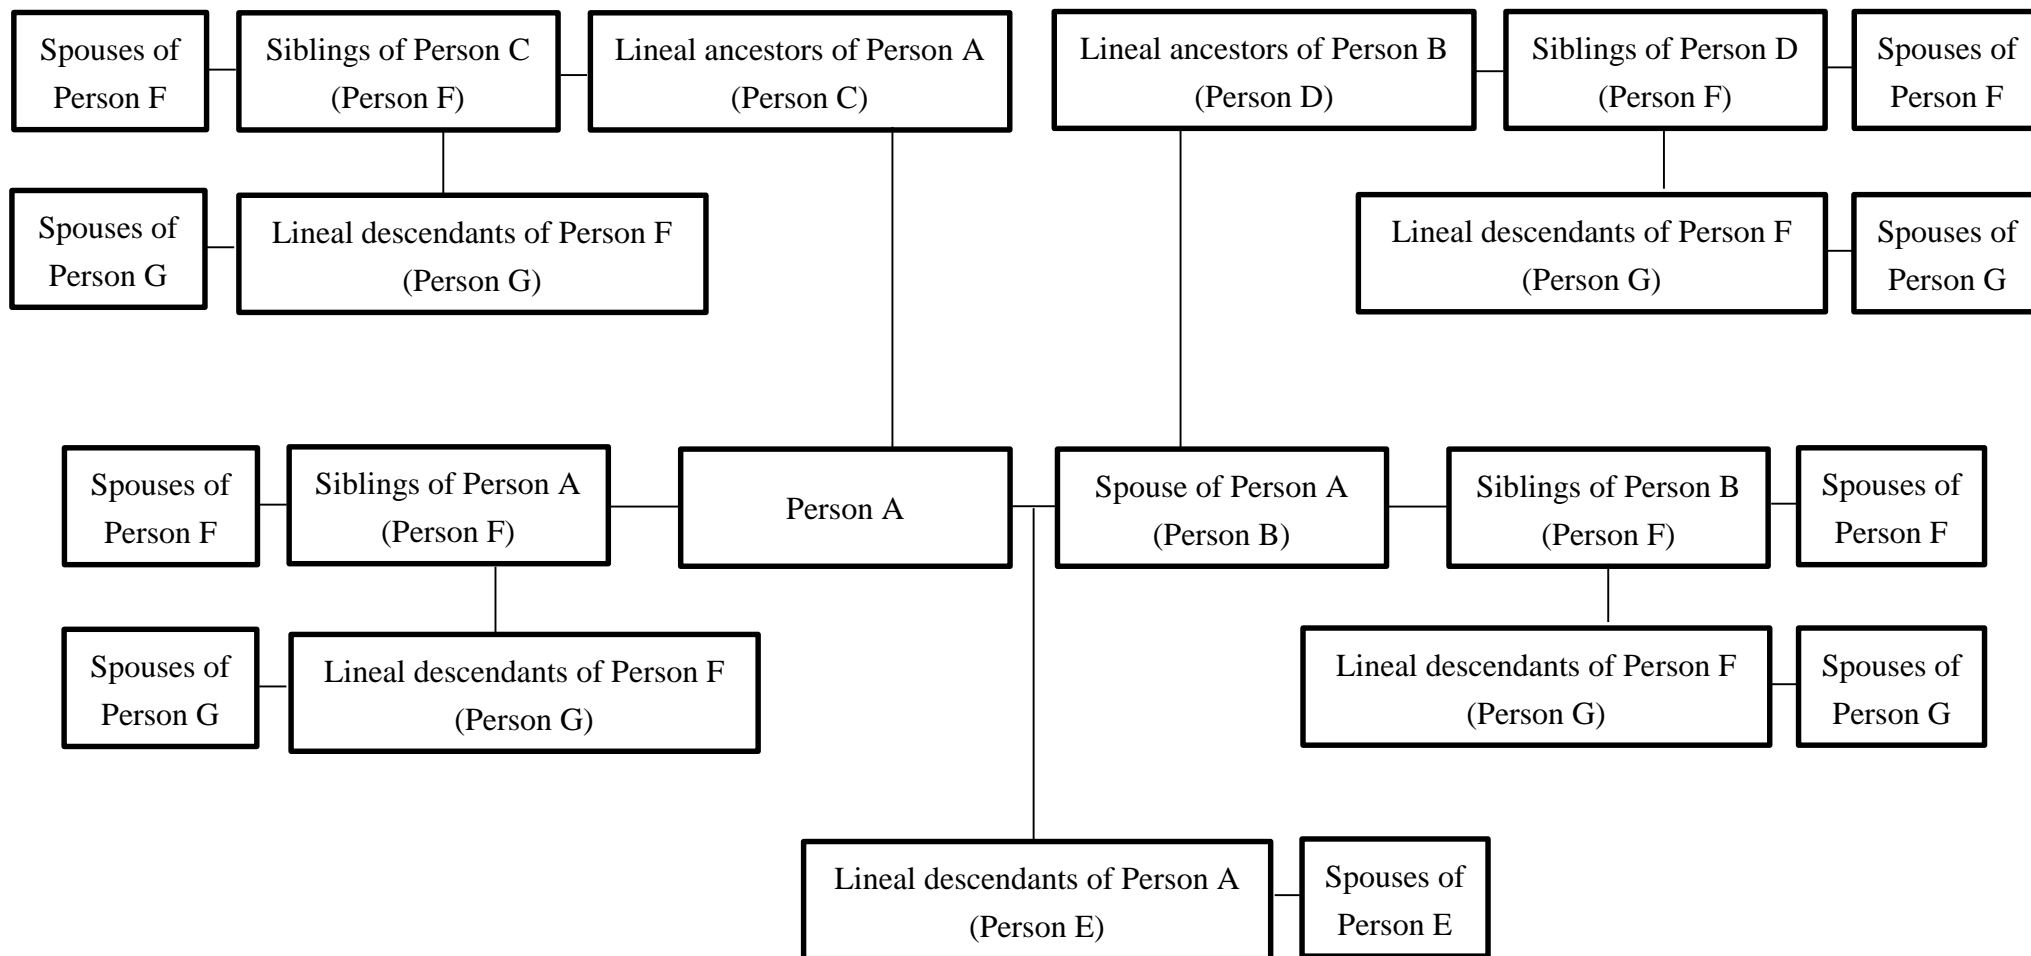 Spouses of
Person F
Siblings of Person C
(Person F)
Lineal ancestors of Person A
(Person C)
Lineal ancestors of Person B
(Person D)
Siblings of Person D
(Person F)
Spouses of
Person F
Spouses of
Person G
Lineal descendants of Person F
(Person G)
Lineal descendants of Person F
(Person G)
Spouses of
Person G
Spouses of
Person F
Siblings of Person A
(Person F)
Person A
Spouse of Person A
(Person B)
Siblings of Person B
(Person F)
Spouses of
Person F
Spouses of
Person G
Lineal descendants of Person F
(Person G)
Lineal descendants of Person F
(Person G)
Spouses of
Person G
Lineal descendants of Person A
(Person E)
Spouses of
Person E